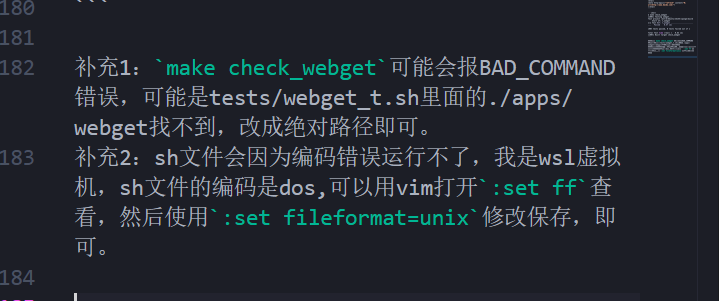 180
```
181
182 补充1：`make check_webget`可能会报BAD_COMMAND
错误，可能是tests/webget_t.sh里面的./apps/
webget找不到，改成绝对路径即可。
183 补充2：sh文件会因为编码错误运行不了，我是wsl虚拟
机，sh文件的编码是dos,可以用vim打开`:set ff`查
看，然后使用`:set fileformat=unix`修改保存，即
可。
184